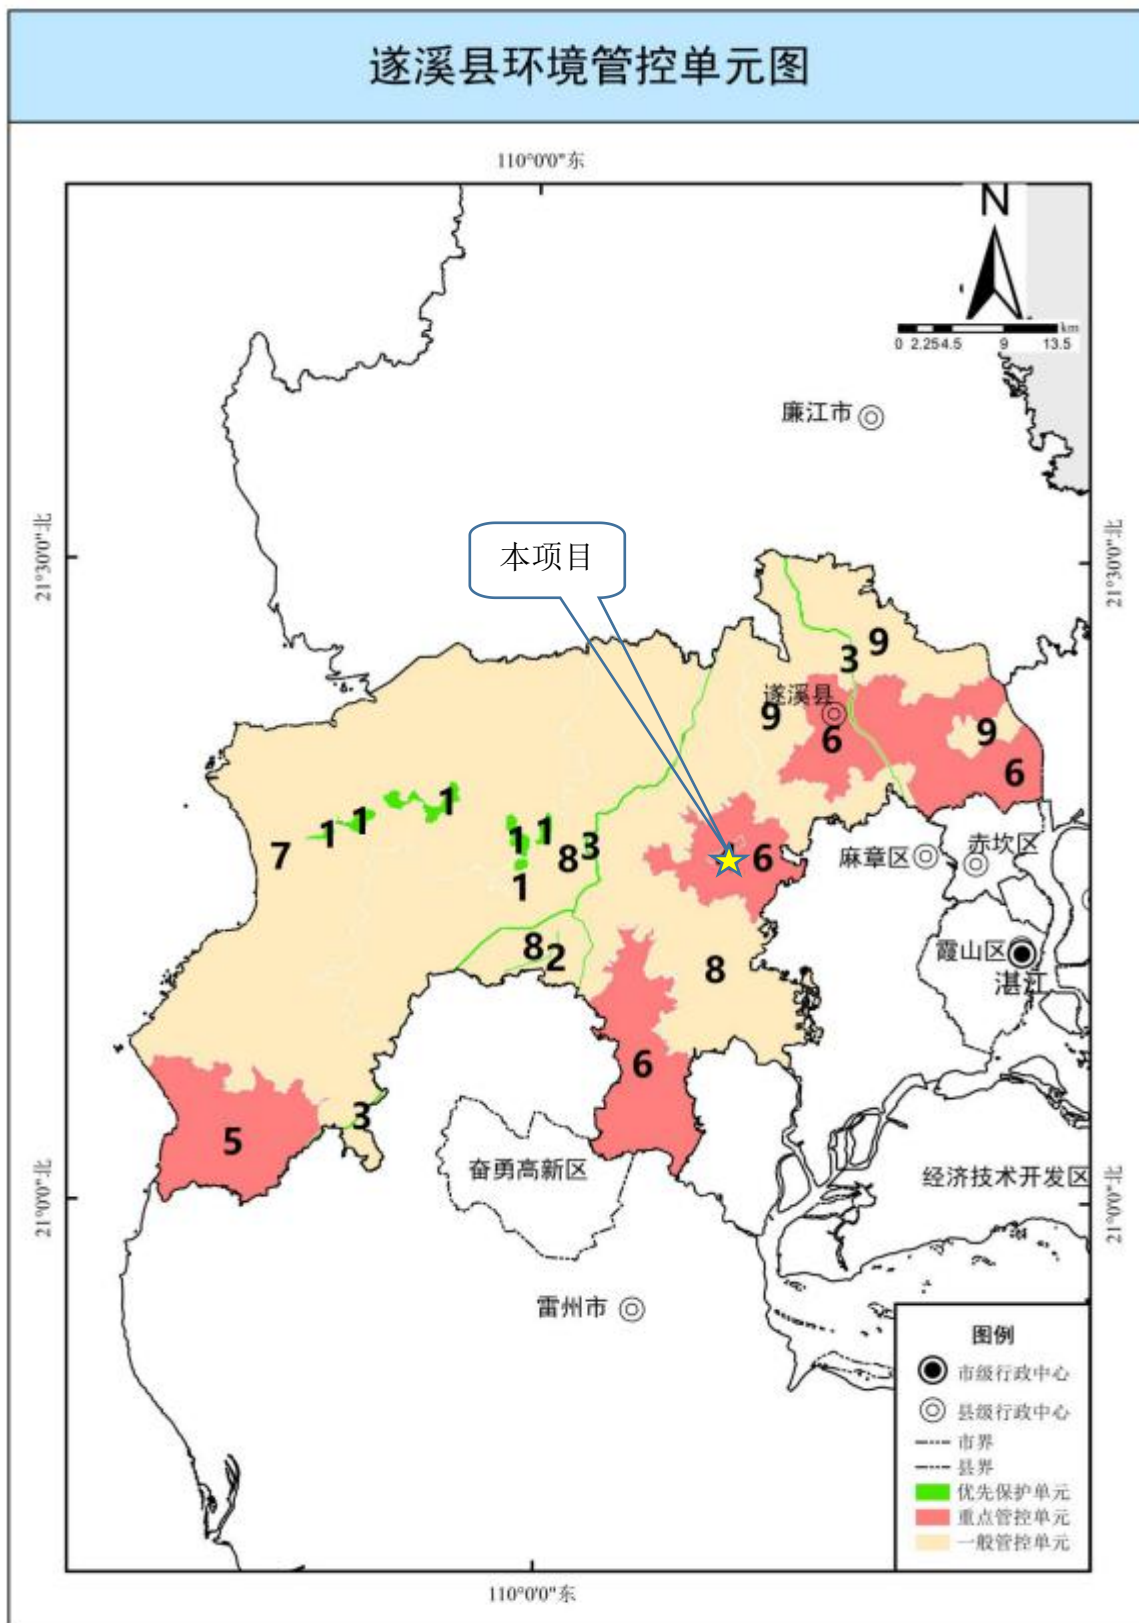 遂溪县环境管控单元图
110°0'0"东
N
km
0 2.25 4.5 9 13.5
廉江市
21°30'0"北
21°30'0"北
本项目
9
3
遂溪县
9
6
9
6
1
1
1
1
1
3
7
8
1
6
麻章区
赤坎区
8
2
8
霞山区
湛江
6
3
5
奋勇高新区
经济技术开发区
21°0'0"北
21°0'0"北
雷州市
图例
市级行政中心
县级行政中心
市界
县界
优先保护单元
重点管控单元
一般管控单元
110°0'0"东